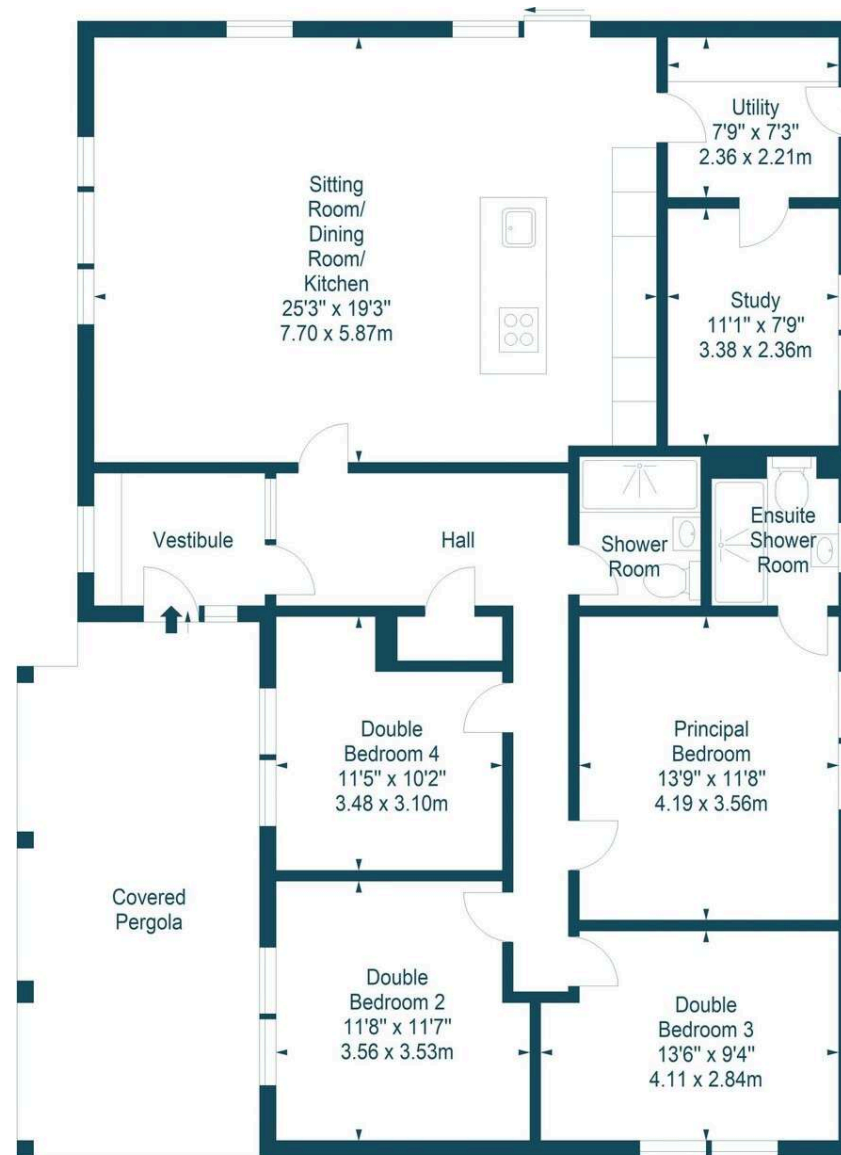 Utility
7'9" x 7'3"
2.36 x 2.21m
Sitting
Room/
Dining
Room/
Kitchen
25'3" x 19'3"
7.70 x 5.87m
Study
11'1" x 7'9"
3.38 x 2.36m
Vestibule
Hall
Shower
Room
Ensuite
Shower
Room
Double
Bedroom 4
11'5" x 10'2"
3.48 x 3.10m
Principal
Bedroom
13'9" x 11'8"
4.19 x 3.56m
Covered
Pergola
Double
Bedroom 2
11'8" x 11'7"
3.56 x 3.53m
Double
Bedroom 3
13'6" x 9'4"
4.11 x 2.84m